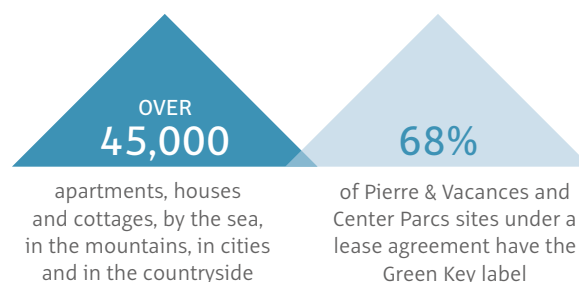 OVER
45,000
apartments, houses
and cottages, by the sea,
in the mountains, in cities
and in the countryside
68%
of Pierre & Vacances and
Center Parcs sites under a
lease agreement have the
Green Key label